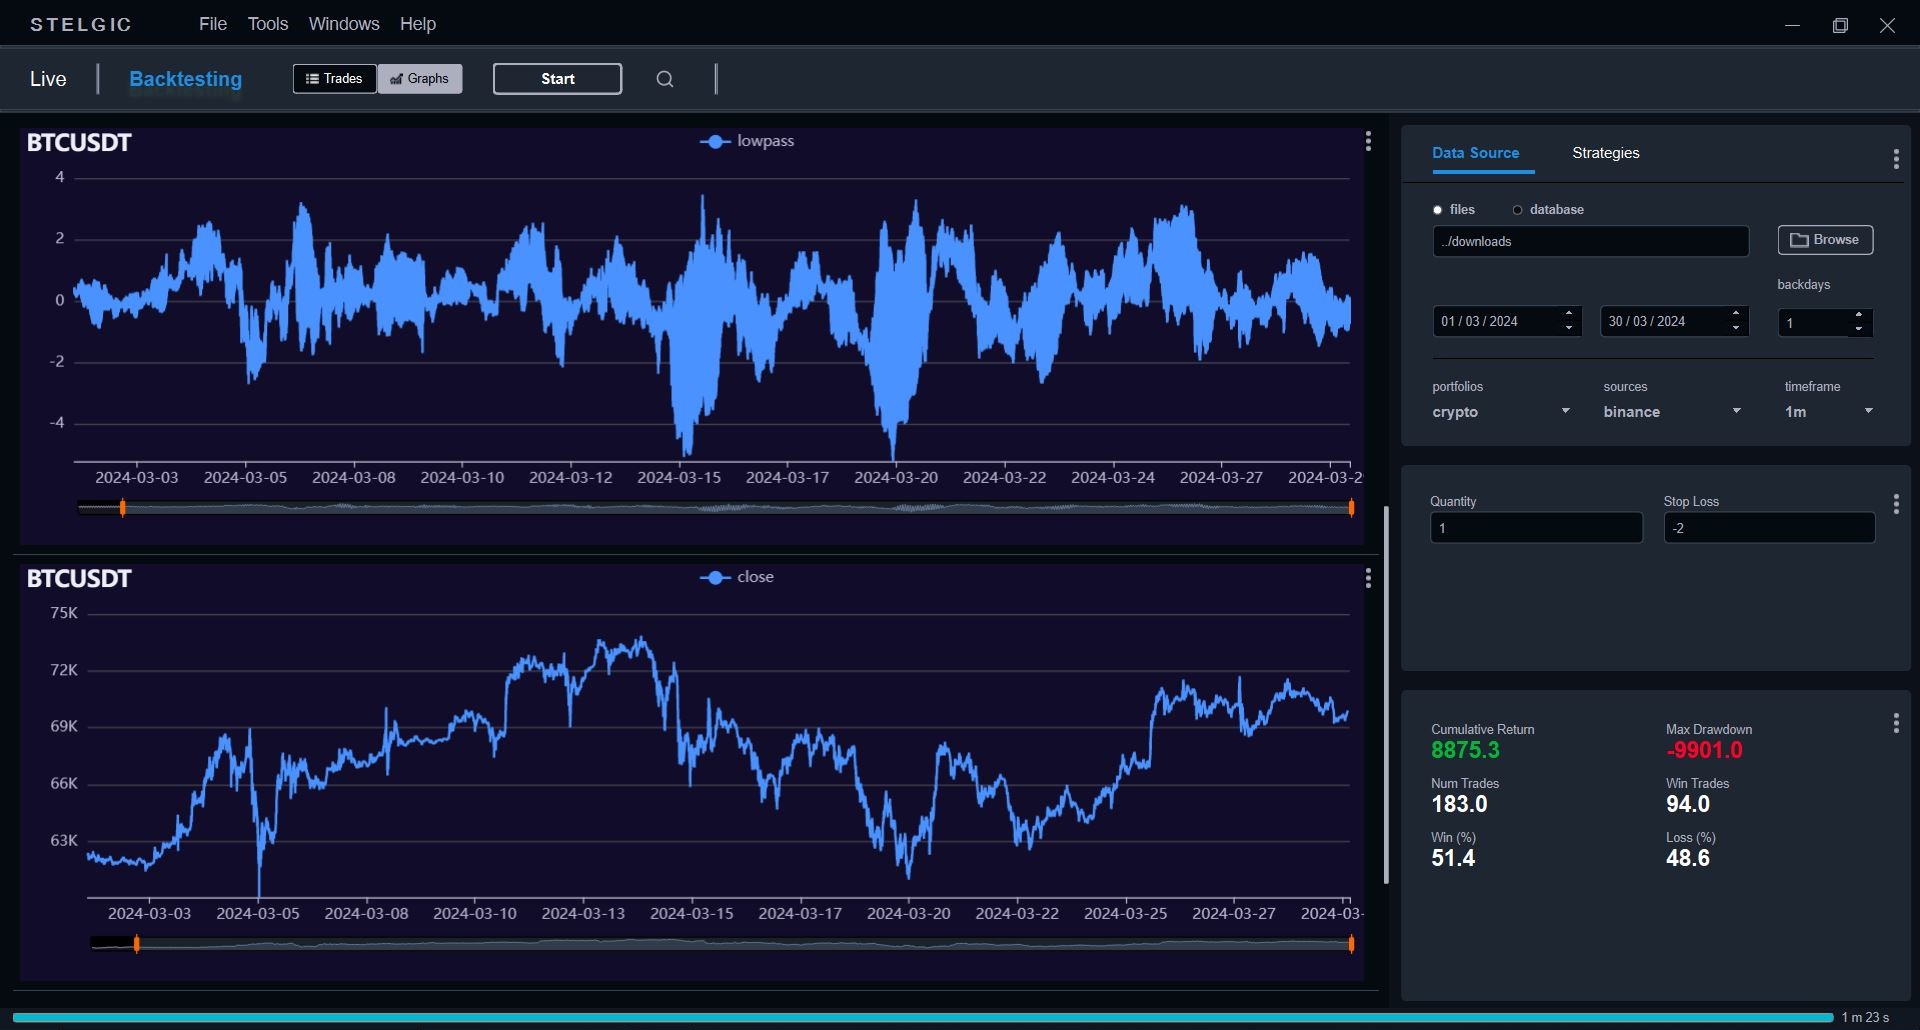 STELGIC File Tools Windows Help
Live Backtesting Trades Graphs Start
BTCUSDT
lowpass
4
2
0
-2
-4
2024-03-03 2024-03-05 2024-03-08 2024-03-10 2024-03-12 2024-03-15 2024-03-17 2024-03-20 2024-03-22 2024-03-24 2024-03-27 2024-03-29
BTCUSDT
close
75K
72K
69K
66K
63K
2024-03-03 2024-03-05 2024-03-08 2024-03-10 2024-03-13 2024-03-15 2024-03-17 2024-03-20 2024-03-22 2024-03-25 2024-03-27 2024-03-
Data Source Strategies
files database
../downloads Browse
backdays
01 / 03 / 2024 30 / 03 / 2024 1
portfolios sources timeframe
crypto binance 1m
Quantity Stop Loss
1 -2
Cumulative Return Max Drawdown
8875.3 -9901.0
Num Trades Win Trades
183.0 94.0
Win (%) Loss (%)
51.4 48.6
1 m 23 s